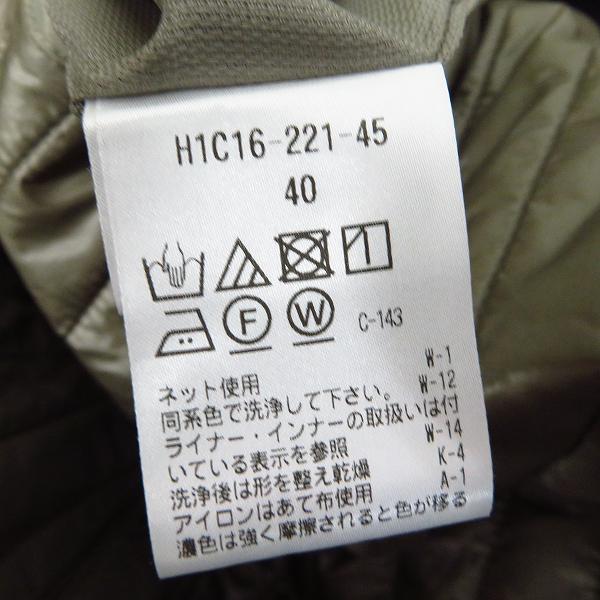 H1C16-221-45
40
F W C-143
W-1
ネット使用 W-12
同系色で洗浄して下さい。 W-14
ライナー・インナーの取扱いは付 K-4
いている表示を参照 A-1
洗浄後は形を整え乾燥
アイロンはあて布使用
濃色は強く摩擦されると色が移る